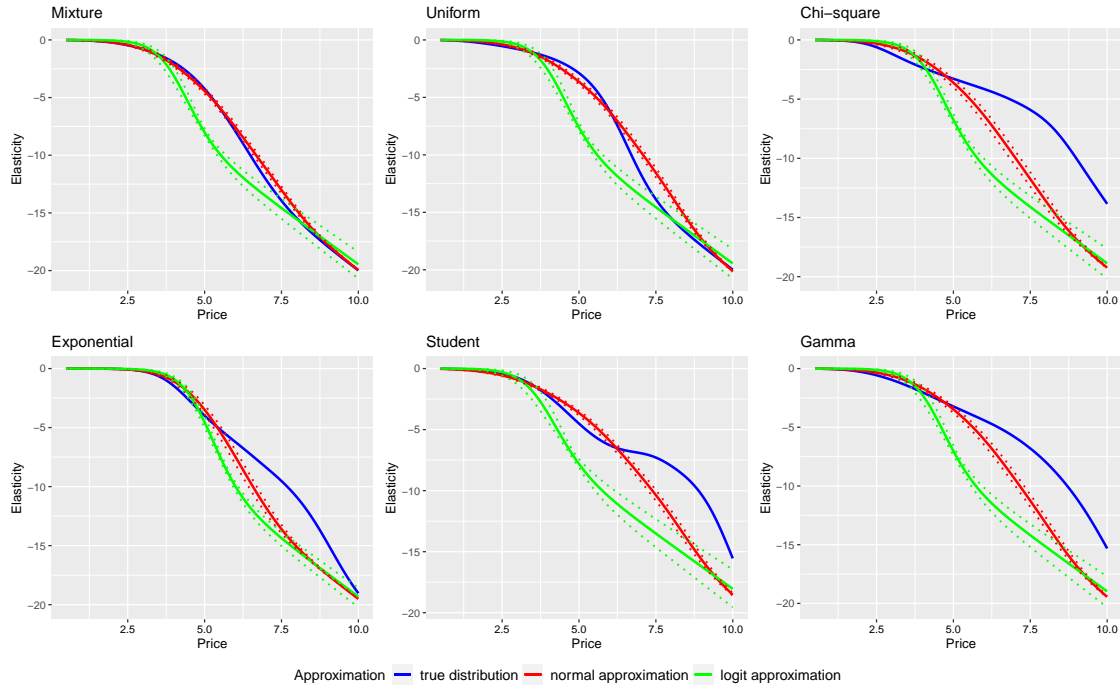 Mixture
Uniform
Chi−square
0
−5
−10
−15
−20
2.5 5.0 7.5 10.0
Price
Elasticity
0
−5
−10
−15
−20
2.5 5.0 7.5 10.0
Price
Elasticity
0
−5
−10
−15
−20
2.5 5.0 7.5 10.0
Price
Elasticity
Exponential
Student
Gamma
0
−5
−10
−15
−20
2.5 5.0 7.5 10.0
Price
Elasticity
0
−5
−10
−15
−20
2.5 5.0 7.5 10.0
Price
Elasticity
0
−5
−10
−15
−20
2.5 5.0 7.5 10.0
Price
Elasticity
Approximation true distribution normal approximation logit approximation